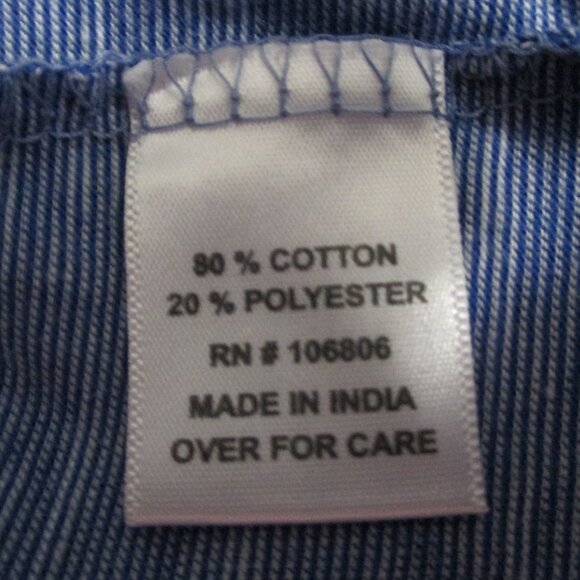 80 % COTTON
20 % POLYESTER
RN # 106806
MADE IN INDIA
OVER FOR CARE